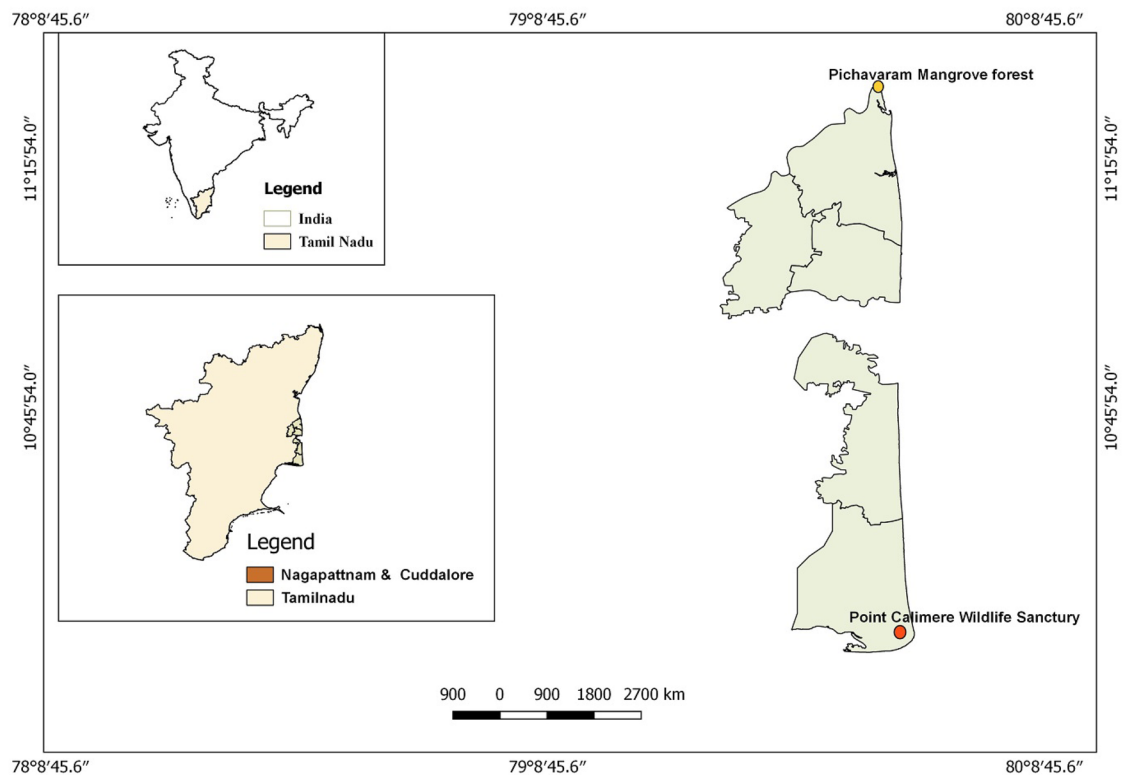 78°8′45.6″ 79°8′45.6″ 80°8′45.6″
11°15′54.0″
10°45′54.0″
Legend
India
Tamil Nadu
Legend
Nagapattnam & Cuddalore
Tamilnadu
Pichavaram Mangrove forest
Point Calimere Wildlife Sanctuary
11°15′54.0″
10°45′54.0″
900 0 900 1800 2700 km
78°8′45.6″ 79°8′45.6″ 80°8′45.6″